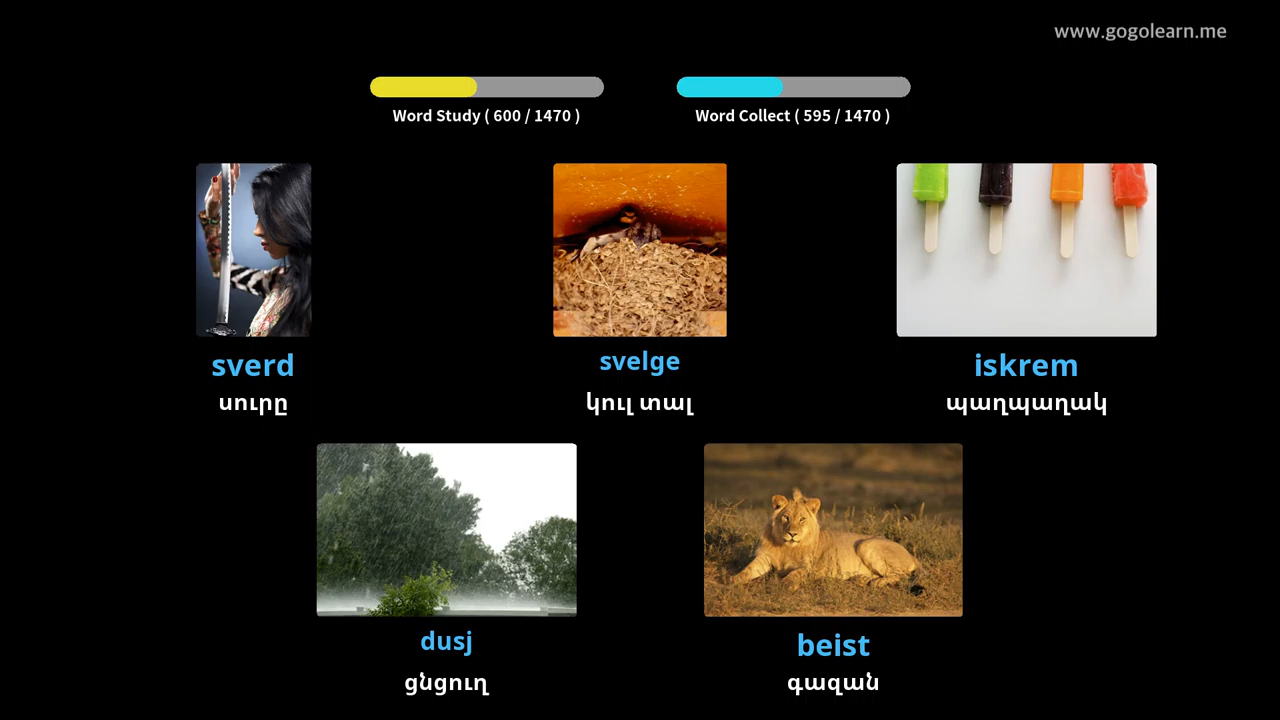 www.gogolearn.me
Word Study ( 600 / 1470 )
Word Collect ( 595 / 1470 )
sverd
սուրը
svelge
կուլ տալ
iskrem
պաղպաղակ
dusj
ցնցուղ
beist
գազան